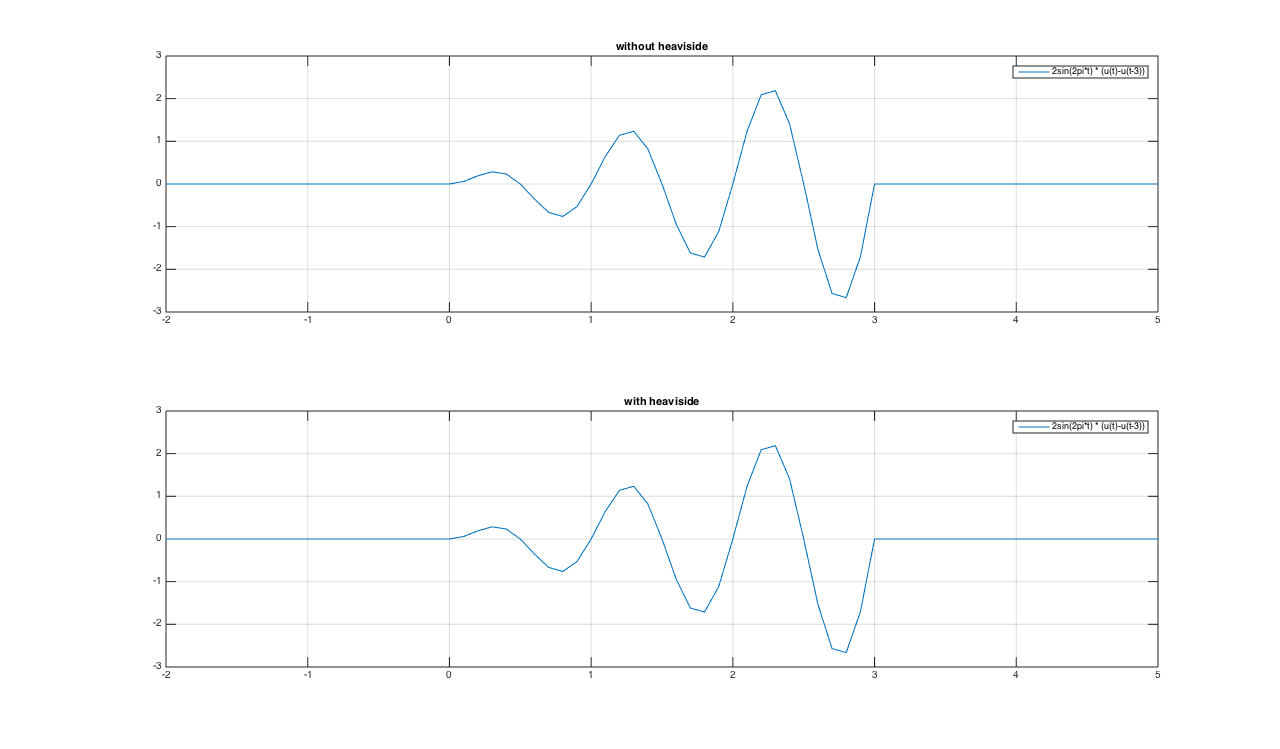 without heaviside
2sin(2pi*t) * (u(t)-u(t-3))
3
2
1
0
-1
-2
-3
-2 -1 0 1 2 3 4 5
with heaviside
2sin(2pi*t) * (u(t)-u(t-3))
3
2
1
0
-1
-2
-3
-2 -1 0 1 2 3 4 5